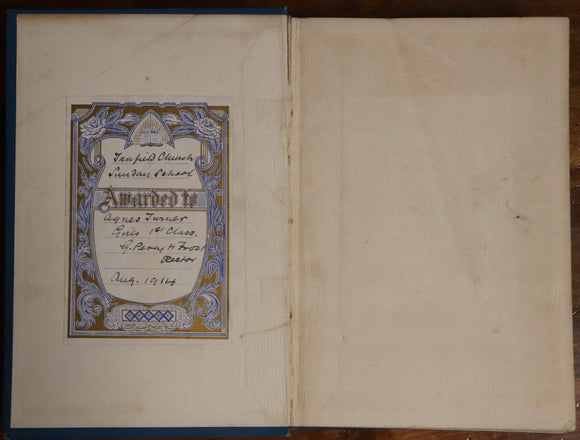 Tanfield Church
Sunday School
Awarded to
Agnes Turner
Girls 1st Class.
G. Percy H Frost
Rector
Aug. 1914